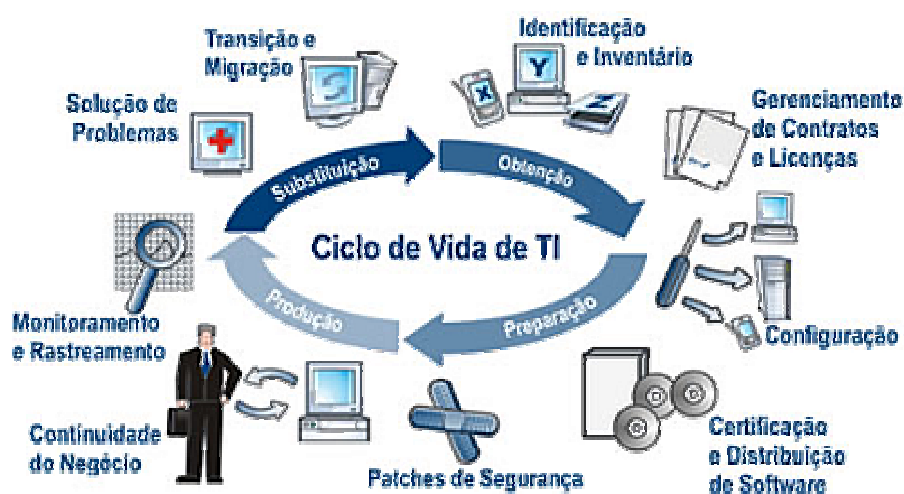 Transição e
Migração
Identificação
e Inventário
Solução de
Problemas
Gerenciamento
de Contratos
e Licenças
Substituição
Obtenção
Ciclo de Vida de TI
Produção
Preparação
Monitoramento
e Rastreamento
Configuração
Continuidade
do Negócio
Patches de Segurança
Certificação
e Distribuição
de Software
X
Y
Z